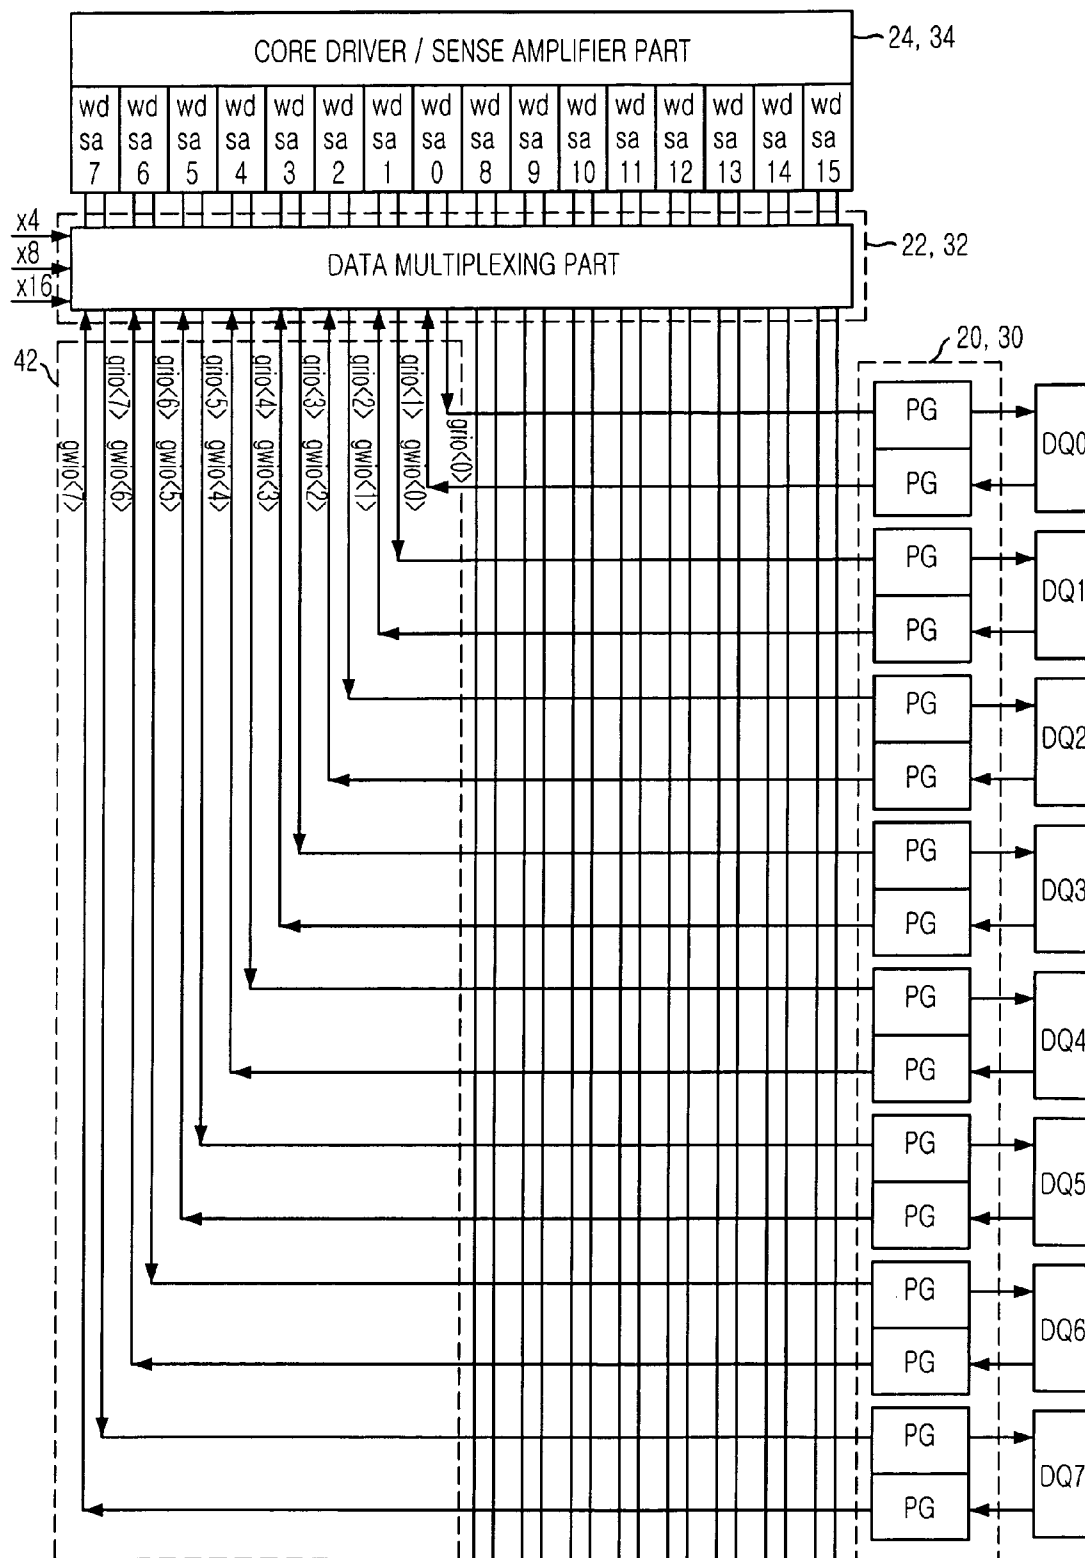 CORE DRIVER / SENSE AMPLIFIER PART
24, 34
wd wd wd wd wd wd wd wd wd wd wd wd wd wd wd wd
sa sa sa sa sa sa sa sa sa sa sa sa sa sa sa sa
7 6 5 4 3 2 1 0 8 9 10 11 12 13 14 15
x4
x8
x16
DATA MULTIPLEXING PART
22, 32
42
20, 30
grio<7> grio<6> grio<5> grio<4> grio<3> grio<2> grio<1> grio<0>
gwio<7> gwio<6> gwio<5> gwio<4> gwio<3> gwio<2> gwio<1> gwio<0>
PG
DQ0
PG
PG
DQ1
PG
PG
DQ2
PG
PG
DQ3
PG
PG
DQ4
PG
PG
DQ5
PG
PG
DQ6
PG
PG
DQ7
PG